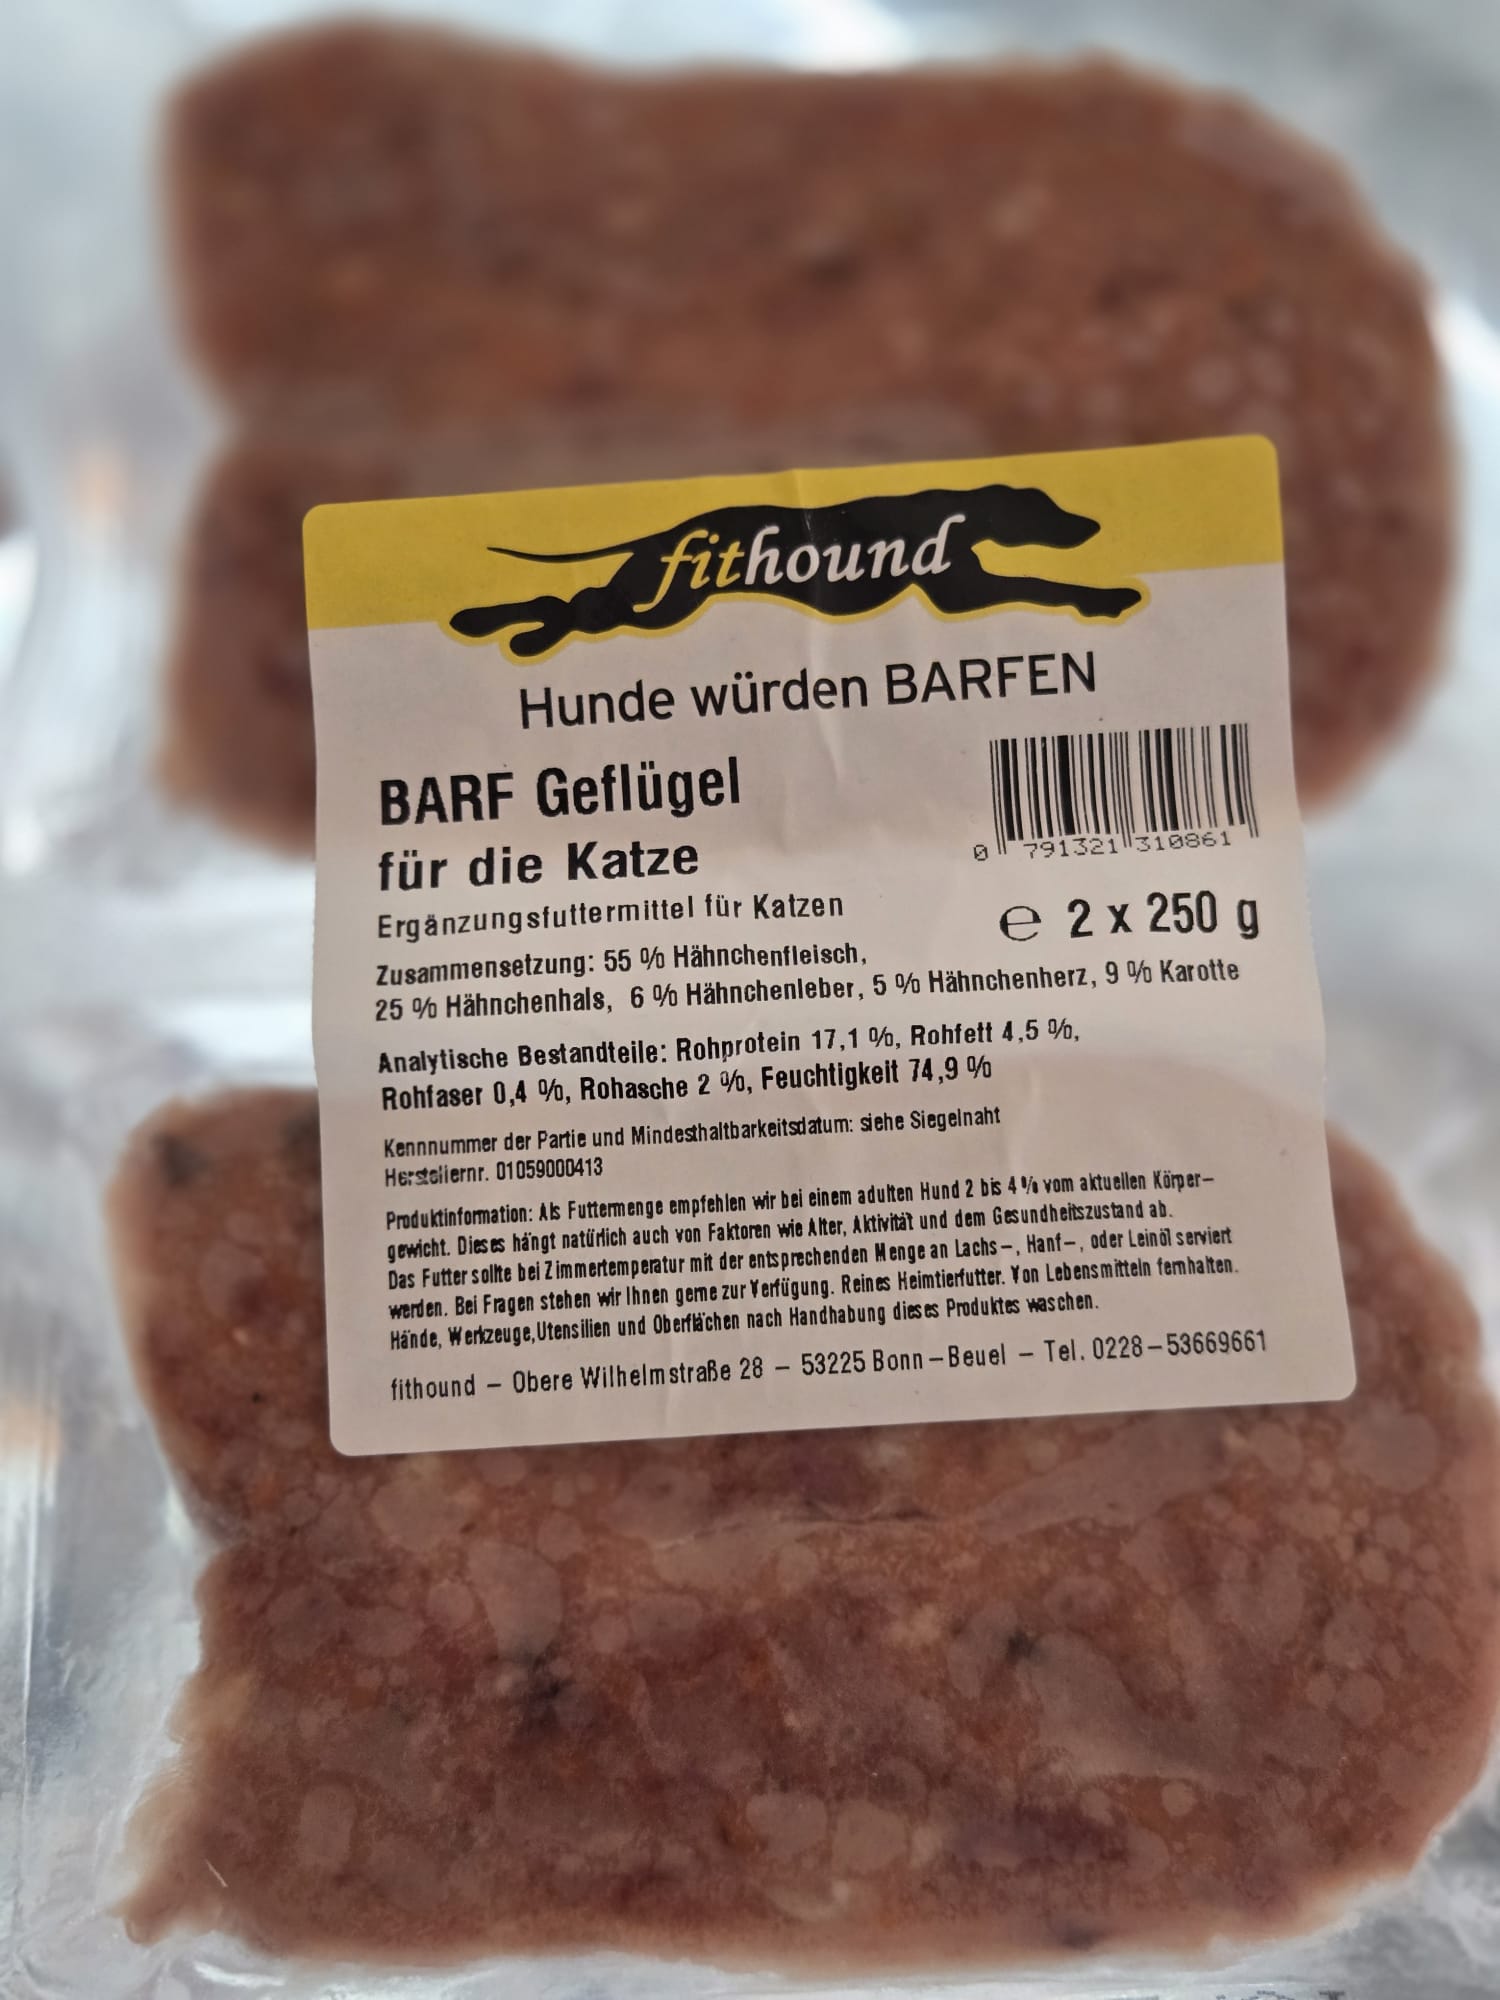 fithound
Hunde würden BARFEN
BARF Geflügel
für die Katze
0 791321 310861
Ergänzungsfuttermittel für Katzen
e 2 x 250 g
Zusammensetzung: 55 % Hähnchenfleisch,
25 % Hähnchenhals, 6 % Hähnchenleber, 5 % Hähnchenherz, 9 % Karotte
Analytische Bestandteile: Rohprotein 17,1 %, Rohfett 4,5 %,
Rohfaser 0,4 %, Rohasche 2 %, Feuchtigkeit 74,9 %
Kennnummer der Partie und Mindesthaltbarkeitsdatum: siehe Siegelnaht
Herstellernr. 01059000413
Produktinformation: Als Futtermenge empfehlen wir bei einem adulten Hund 2 bis 4 % vom aktuellen Körper–
gewicht. Dieses hängt natürlich auch von Faktoren wie Alter, Aktivität und dem Gesundheitszustand ab.
Das Futter sollte bei Zimmertemperatur mit der entsprechenden Menge an Lachs–, Hanf–, oder Leinöl serviert
werden. Bei Fragen stehen wir Ihnen gerne zur Verfügung. Reines Heimtierfutter. Von Lebensmitteln fernhalten.
Hände, Werkzeuge,Utensilien und Oberflächen nach Handhabung dieses Produktes waschen.
fithound – Obere Wilhelmstraße 28 – 53225 Bonn–Beuel – Tel. 0228–53669661